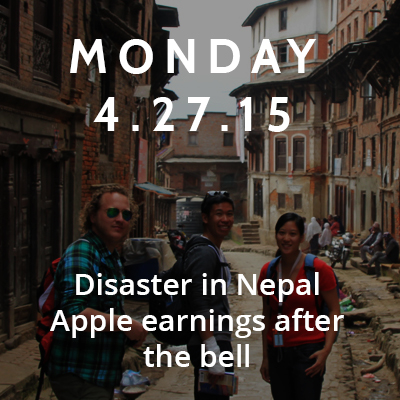 MONDAY
4.27.15
Disaster in Nepal
Apple earnings after
the bell